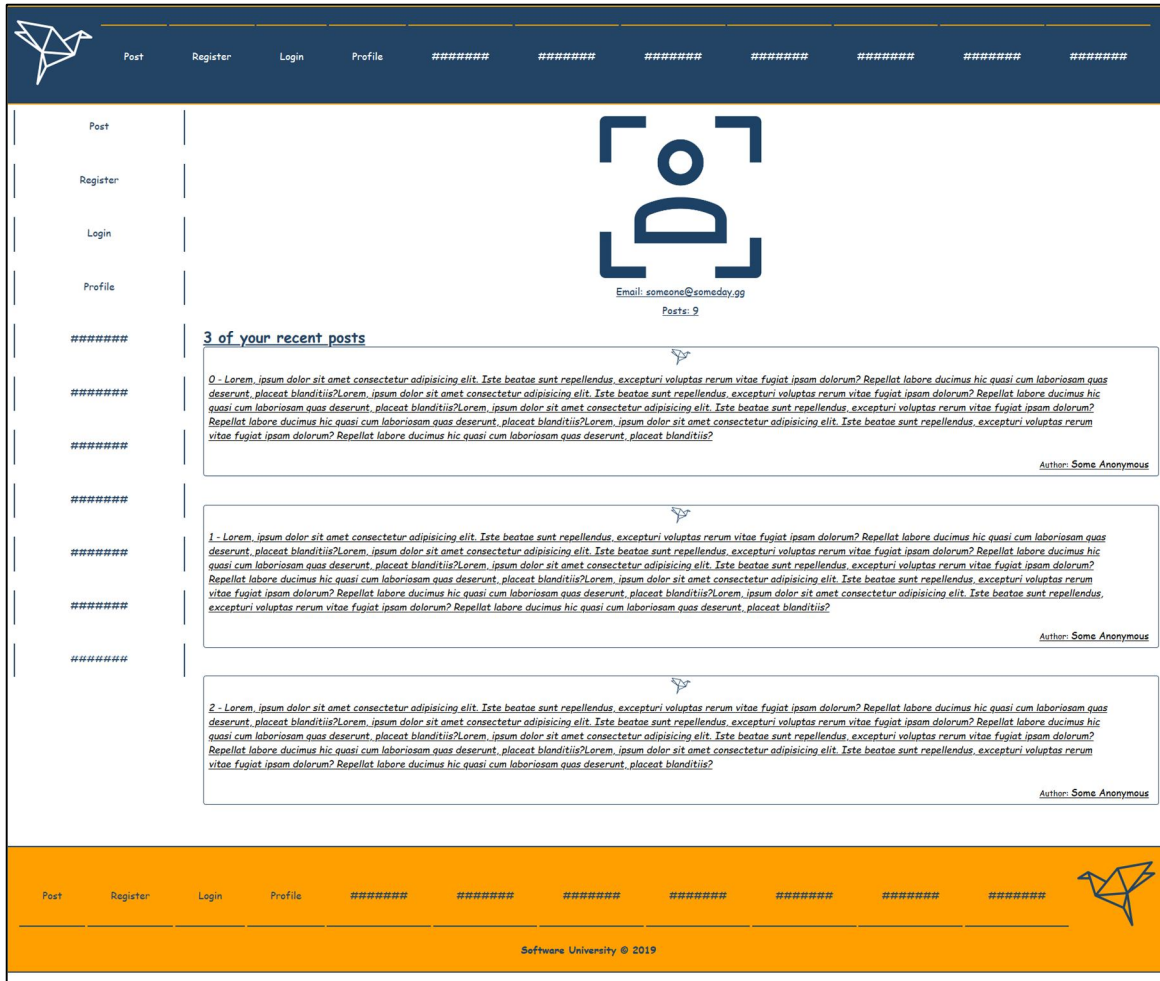 Post Register Login Profile ####### ####### ####### ####### ####### ####### #######
Post
Register
Login
Profile
#######
#######
#######
#######
#######
#######
#######
Email: someone@someday.gg
Posts: 9
3 of your recent posts
0 - Lorem, ipsum dolor sit amet consectetur adipisicing elit. Iste beatae sunt repellendus, excepturi voluptas rerum vitae fugiat ipsam dolorum? Repellat labore ducimus hic quasi cum laboriosam quas
deserunt, placeat blanditiis?Lorem, ipsum dolor sit amet consectetur adipisicing elit. Iste beatae sunt repellendus, excepturi voluptas rerum vitae fugiat ipsam dolorum? Repellat labore ducimus hic
quasi cum laboriosam quas deserunt, placeat blanditiis?Lorem, ipsum dolor sit amet consectetur adipisicing elit. Iste beatae sunt repellendus, excepturi voluptas rerum vitae fugiat ipsam dolorum?
Repellat labore ducimus hic quasi cum laboriosam quas deserunt, placeat blanditiis?Lorem, ipsum dolor sit amet consectetur adipisicing elit. Iste beatae sunt repellendus, excepturi voluptas rerum
vitae fugiat ipsam dolorum? Repellat labore ducimus hic quasi cum laboriosam quas deserunt, placeat blanditiis?
Author: Some Anonymous
1 - Lorem, ipsum dolor sit amet consectetur adipisicing elit. Iste beatae sunt repellendus, excepturi voluptas rerum vitae fugiat ipsam dolorum? Repellat labore ducimus hic quasi cum laboriosam quas
deserunt, placeat blanditiis?Lorem, ipsum dolor sit amet consectetur adipisicing elit. Iste beatae sunt repellendus, excepturi voluptas rerum vitae fugiat ipsam dolorum? Repellat labore ducimus hic
quasi cum laboriosam quas deserunt, placeat blanditiis?Lorem, ipsum dolor sit amet consectetur adipisicing elit. Iste beatae sunt repellendus, excepturi voluptas rerum vitae fugiat ipsam dolorum?
Repellat labore ducimus hic quasi cum laboriosam quas deserunt, placeat blanditiis?Lorem, ipsum dolor sit amet consectetur adipisicing elit. Iste beatae sunt repellendus, excepturi voluptas rerum
vitae fugiat ipsam dolorum? Repellat labore ducimus hic quasi cum laboriosam quas deserunt, placeat blanditiis?Lorem, ipsum dolor sit amet consectetur adipisicing elit. Iste beatae sunt repellendus,
excepturi voluptas rerum vitae fugiat ipsam dolorum? Repellat labore ducimus hic quasi cum laboriosam quas deserunt, placeat blanditiis?
Author: Some Anonymous
2 - Lorem, ipsum dolor sit amet consectetur adipisicing elit. Iste beatae sunt repellendus, excepturi voluptas rerum vitae fugiat ipsam dolorum? Repellat labore ducimus hic quasi cum laboriosam quas
deserunt, placeat blanditiis?Lorem, ipsum dolor sit amet consectetur adipisicing elit. Iste beatae sunt repellendus, excepturi voluptas rerum vitae fugiat ipsam dolorum? Repellat labore ducimus hic
quasi cum laboriosam quas deserunt, placeat blanditiis?Lorem, ipsum dolor sit amet consectetur adipisicing elit. Iste beatae sunt repellendus, excepturi voluptas rerum vitae fugiat ipsam dolorum?
Repellat labore ducimus hic quasi cum laboriosam quas deserunt, placeat blanditiis?Lorem, ipsum dolor sit amet consectetur adipisicing elit. Iste beatae sunt repellendus, excepturi voluptas rerum
vitae fugiat ipsam dolorum? Repellat labore ducimus hic quasi cum laboriosam quas deserunt, placeat blanditiis?
Author: Some Anonymous
Post Register Login Profile ####### ####### ####### ####### ####### ####### #######
Software University © 2019